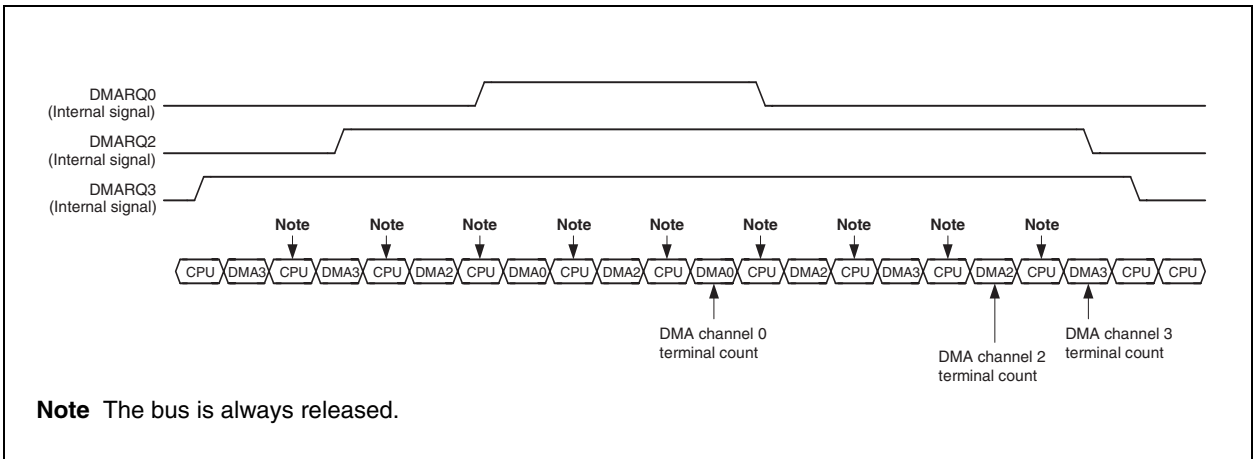 DMARQ0
(Internal signal)
DMARQ2
(Internal signal)
DMARQ3
(Internal signal)
Note Note Note Note Note Note Note Note Note
CPU DMA3 CPU DMA3 CPU DMA2 CPU DMA0 CPU DMA2 CPU DMA0 CPU DMA2 CPU DMA3 CPU DMA2 CPU DMA3 CPU CPU
DMA channel 0
terminal count
DMA channel 2
terminal count
DMA channel 3
terminal count
Note The bus is always released.